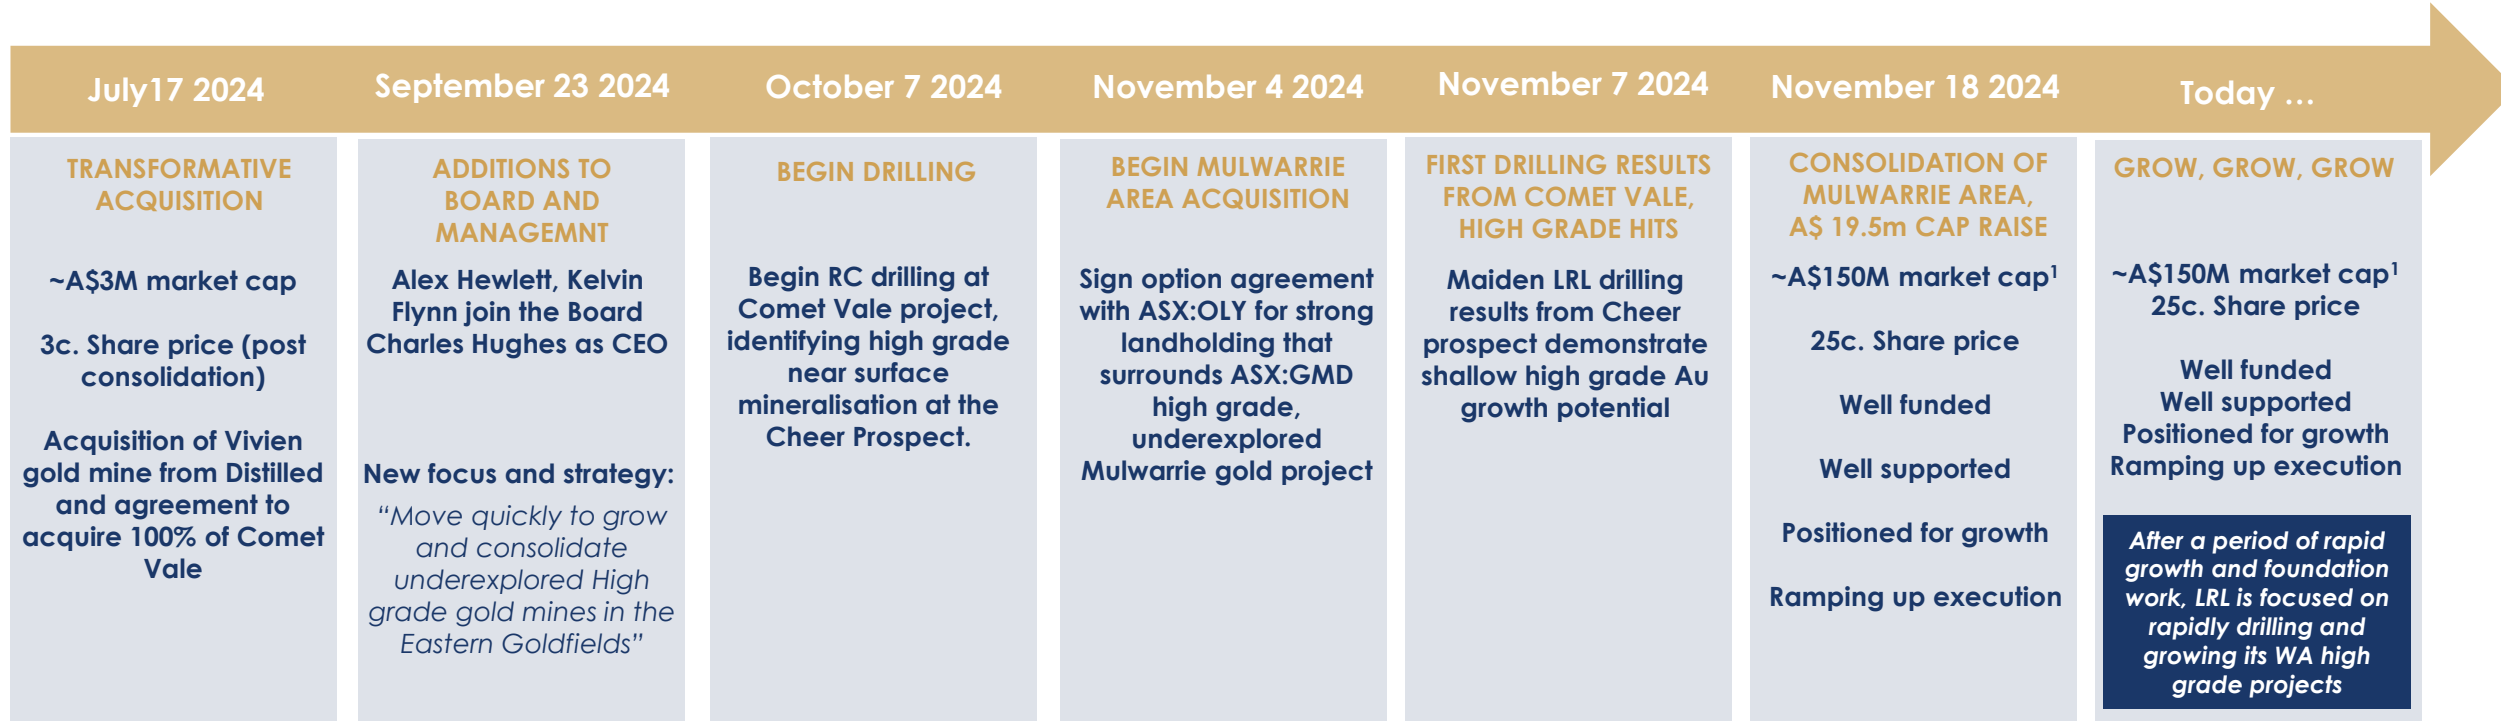 July17 2024
TRANSFORMATIVE
ACQUISITION
~A$3M market cap
3c. Share price (post
consolidation)
Acquisition of Vivien
gold mine from Distilled
and agreement to
acquire 100% of Comet
Vale
September 23 2024
ADDITIONS TO
BOARD AND
MANAGEMNT
Alex Hewlett, Kelvin
Flynn join the Board
Charles Hughes as CEO
New focus and strategy:
“Move quickly to grow
and consolidate
underexplored High
grade gold mines in the
Eastern Goldfields”
October 7 2024
BEGIN DRILLING
Begin RC drilling at
Comet Vale project,
identifying high grade
near surface
mineralisation at the
Cheer Prospect.
November 4 2024
BEGIN MULWARRIE
AREA ACQUISITION
Sign option agreement
with ASX:OLY for strong
landholding that
surrounds ASX:GMD
high grade,
underexplored
Mulwarrie gold project
November 7 2024
FIRST DRILLING RESULTS
FROM COMET VALE,
HIGH GRADE HITS
Maiden LRL drilling
results from Cheer
prospect demonstrate
shallow high grade Au
growth potential
November 18 2024
CONSOLIDATION OF
MULWARRIE AREA,
A$ 19.5m CAP RAISE
~A$150M market cap¹
25c. Share price
Well funded
Well supported
Positioned for growth
Ramping up execution
Today …
GROW, GROW, GROW
~A$150M market cap¹
25c. Share price
Well funded
Well supported
Positioned for growth
Ramping up execution
After a period of rapid
growth and foundation
work, LRL is focused on
rapidly drilling and
growing its WA high
grade projects